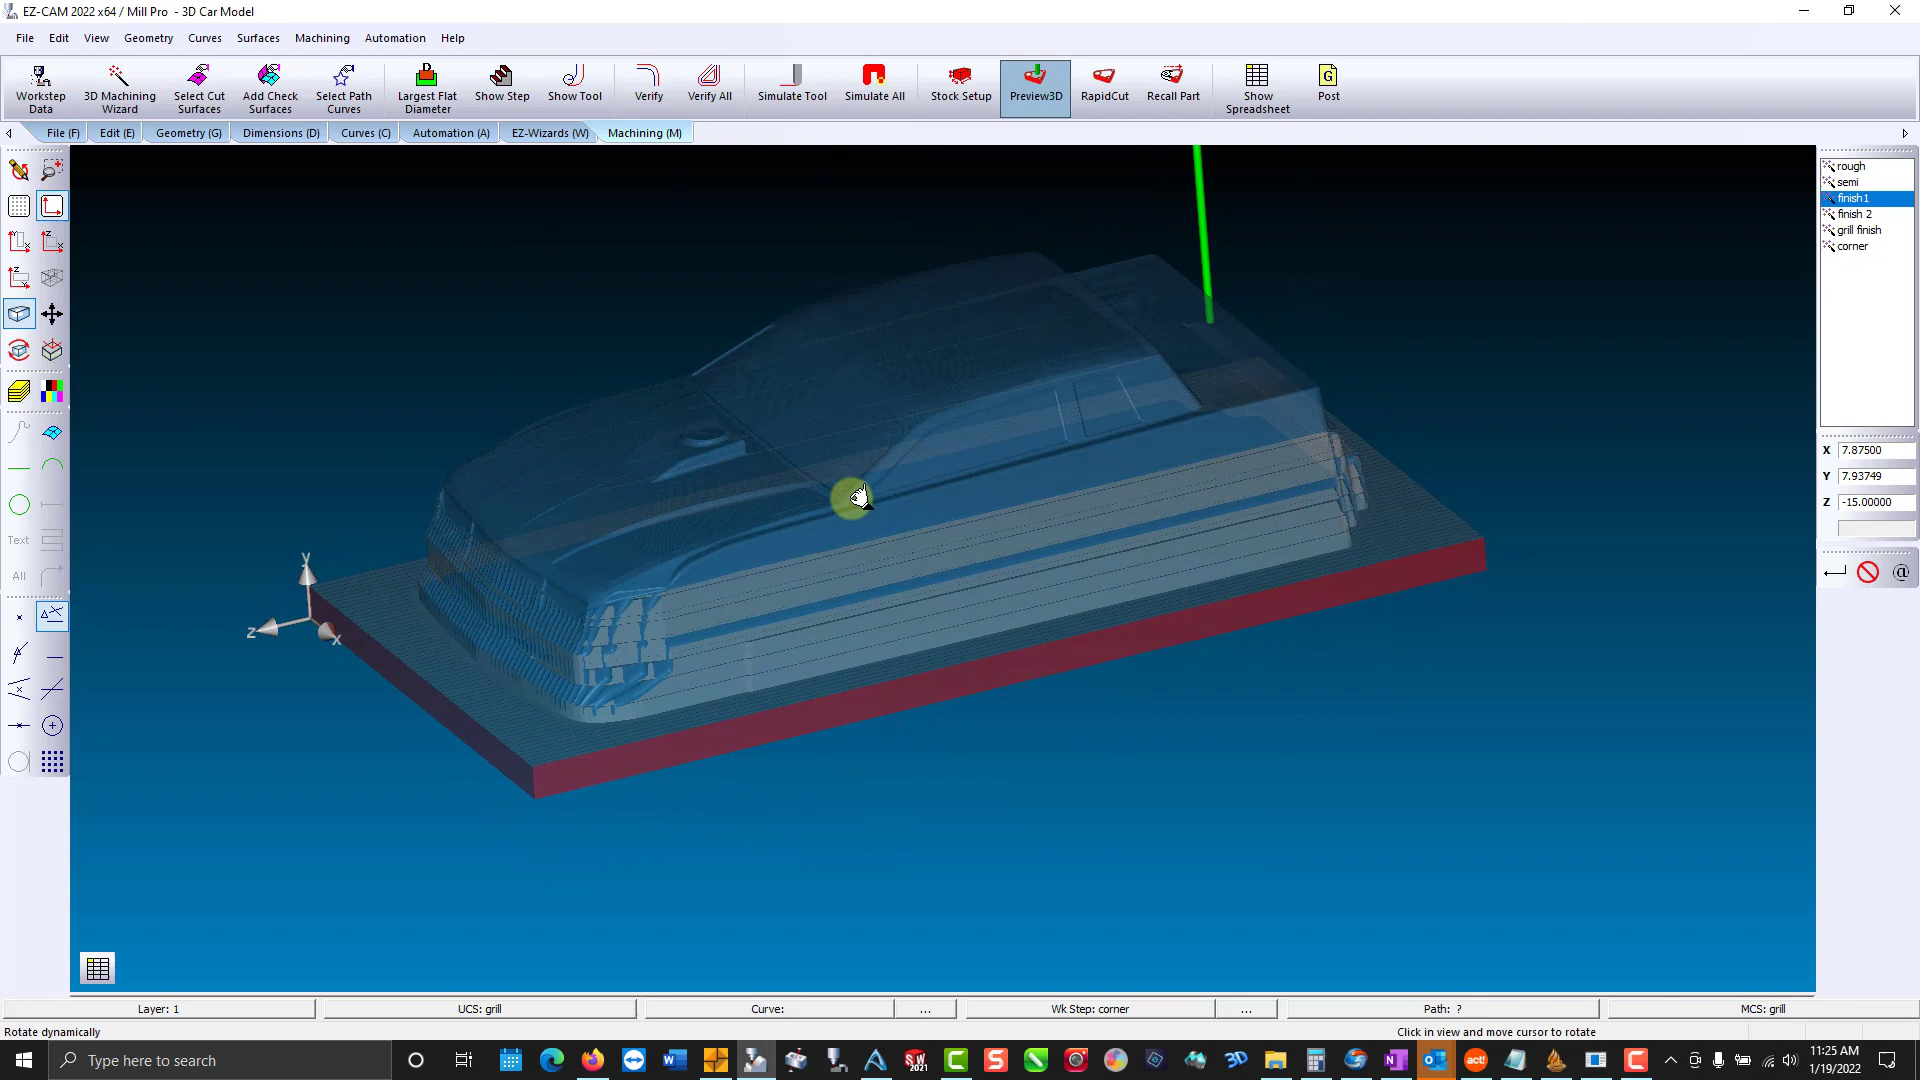 EZ-CAM 2022 x64 / Mill Pro - 3D Car Model
File Edit View Geometry Curves Surfaces Machining Automation Help
Workstep Data
3D Machining Wizard
Select Cut Surfaces
Add Check Surfaces
Select Path Curves
D
Largest Flat Diameter
Show Step
Show Tool
Verify
Verify All
Simulate Tool
Simulate All
Stock Setup
Preview3D
RapidCut
Recall Part
Show Spreadsheet
G
Post
File (F) Edit (E) Geometry (G) Dimensions (D) Curves (C) Automation (A) EZ-Wizards (W) Machining (M)
rough
semi
finish1
finish 2
grill finish
corner
X 7.87500
Y 7.93749
Z -15.00000
@
Text
All
y
z
x
Layer: 1 UCS: grill Curve: ... Wk Step: corner ... Path: ? MCS: grill
Rotate dynamically
Click in view and move cursor to rotate
Type here to search
11:25 AM
1/19/2022